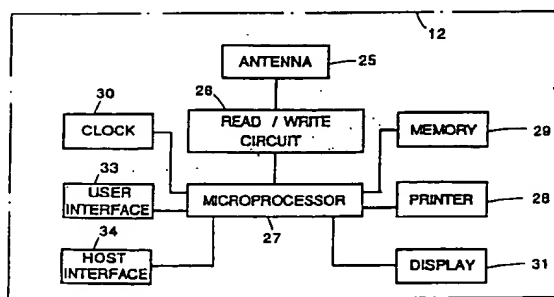 12
ANTENNA
25
26
READ / WRITE
CIRCUIT
30
CLOCK
MEMORY
29
33
USER
INTERFACE
MICROPROCESSOR
27
PRINTER
28
34
HOST
INTERFACE
DISPLAY
31